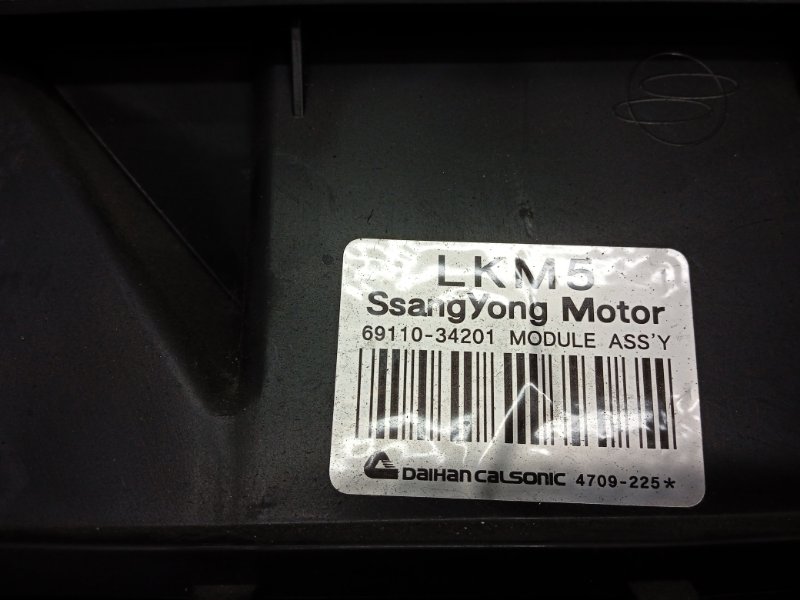 LKM5
SsangYong Motor
69110-34201 MODULE ASS'Y
DAIHAN CALSONIC 4709-225*